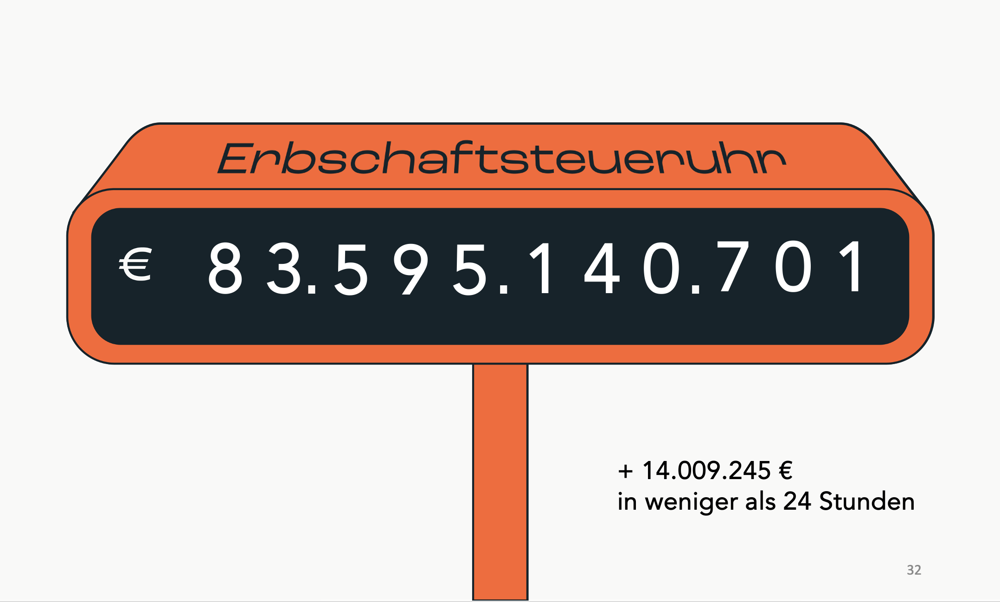 Erbschaftsteueruhr
€ 83.595.140.701
+ 14.009.245 €
in weniger als 24 Stunden
32